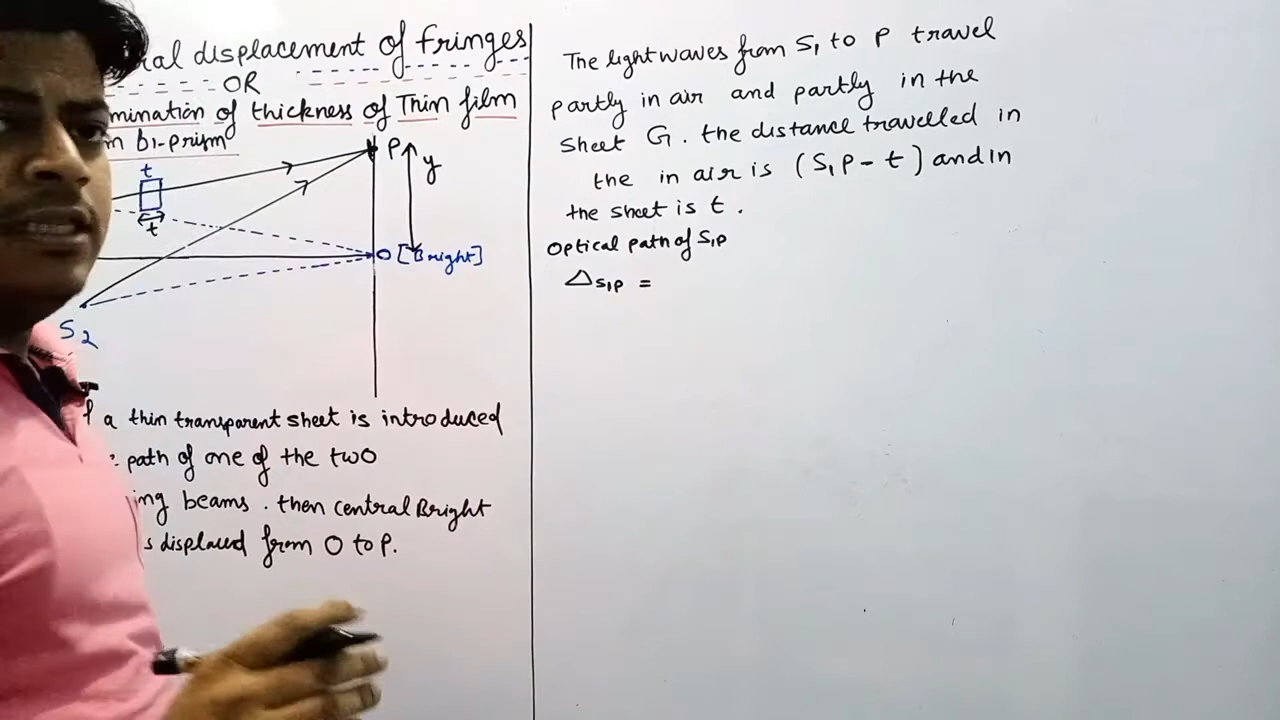 ral displacement of fringes
OR
mination of thickness of Thin film
m bi-prism
t
P
y
t
O [Bright]
S2
f a thin transparent sheet is introduced
path of one of the two
ing beams. then central Bright
s displaced from O to P.
The light waves from S1 to P travel
partly in air and partly in the
sheet G. the distance travelled in
the in air is (S1P - t) and in
the sheet is t.
Optical path of S1P
ΔS1P =